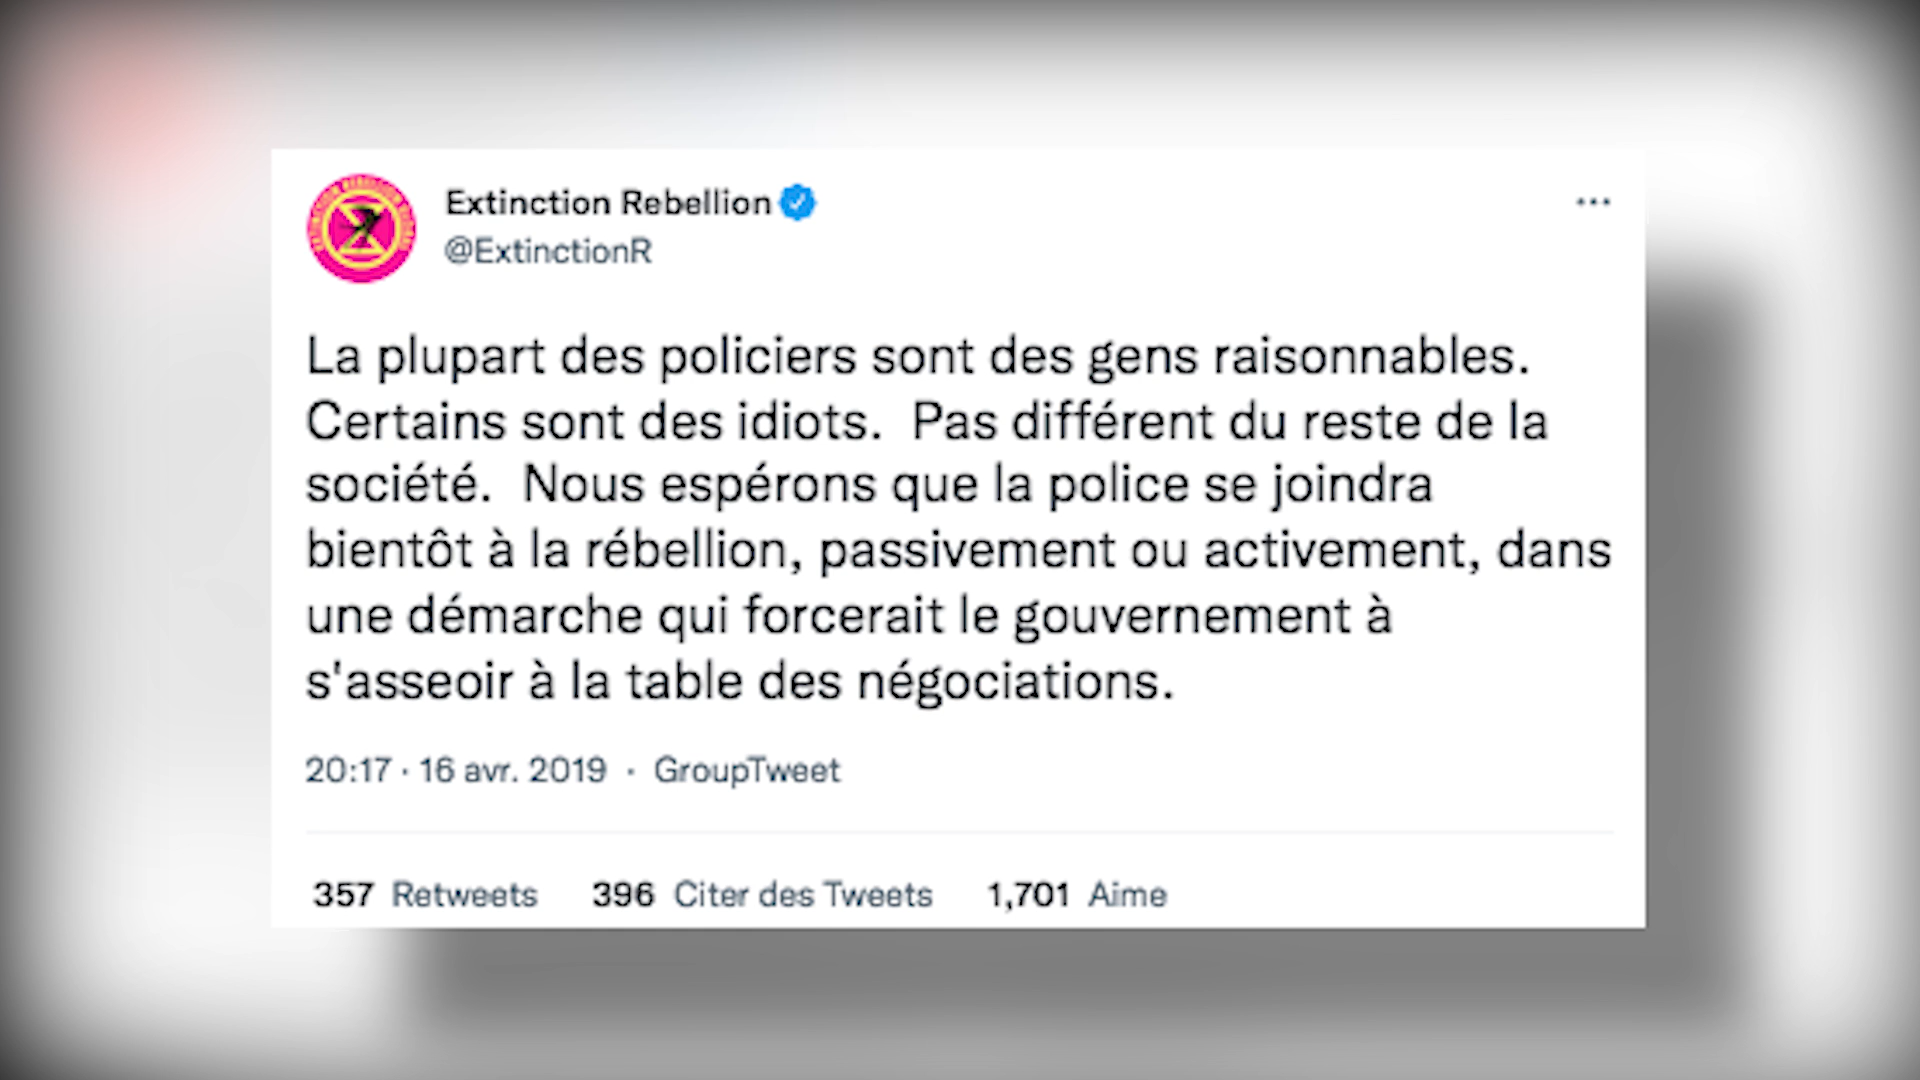 Extinction Rebellion
@ExtinctionR
La plupart des policiers sont des gens raisonnables.
Certains sont des idiots.  Pas différent du reste de la
société.  Nous espérons que la police se joindra
bientôt à la rébellion, passivement ou activement, dans
une démarche qui forcerait le gouvernement à
s'asseoir à la table des négociations.
20:17 · 16 avr. 2019 · GroupTweet
357 Retweets 396 Citer des Tweets 1,701 Aime